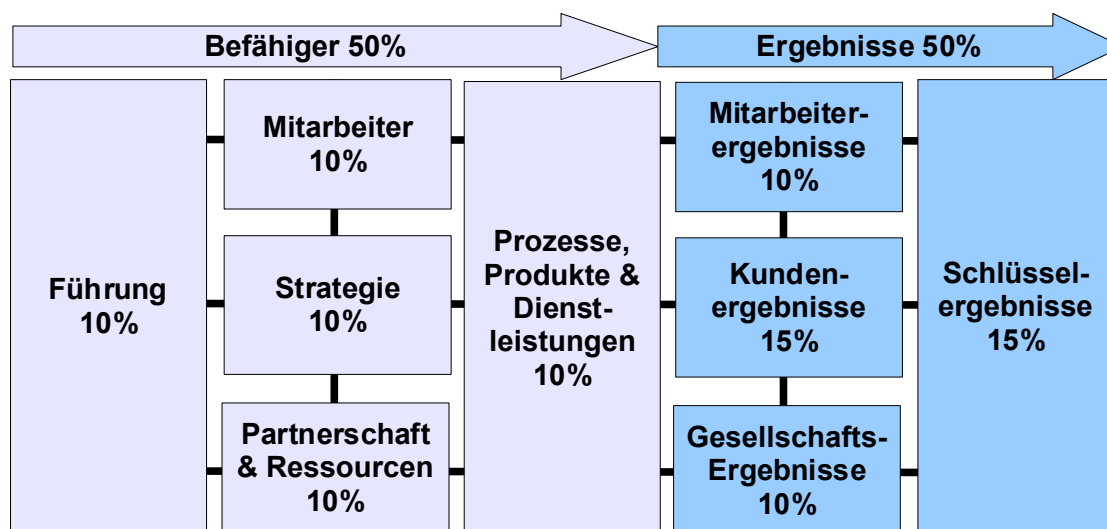 Befähiger 50%
Ergebnisse 50%
Führung
10%
Mitarbeiter
10%
Strategie
10%
Partnerschaft
& Ressourcen
10%
Prozesse,
Produkte &
Dienst-
leistungen
10%
Mitarbeiter-
ergebnisse
10%
Kunden-
ergebnisse
15%
Gesellschafts-
Ergebnisse
10%
Schlüssel-
ergebnisse
15%